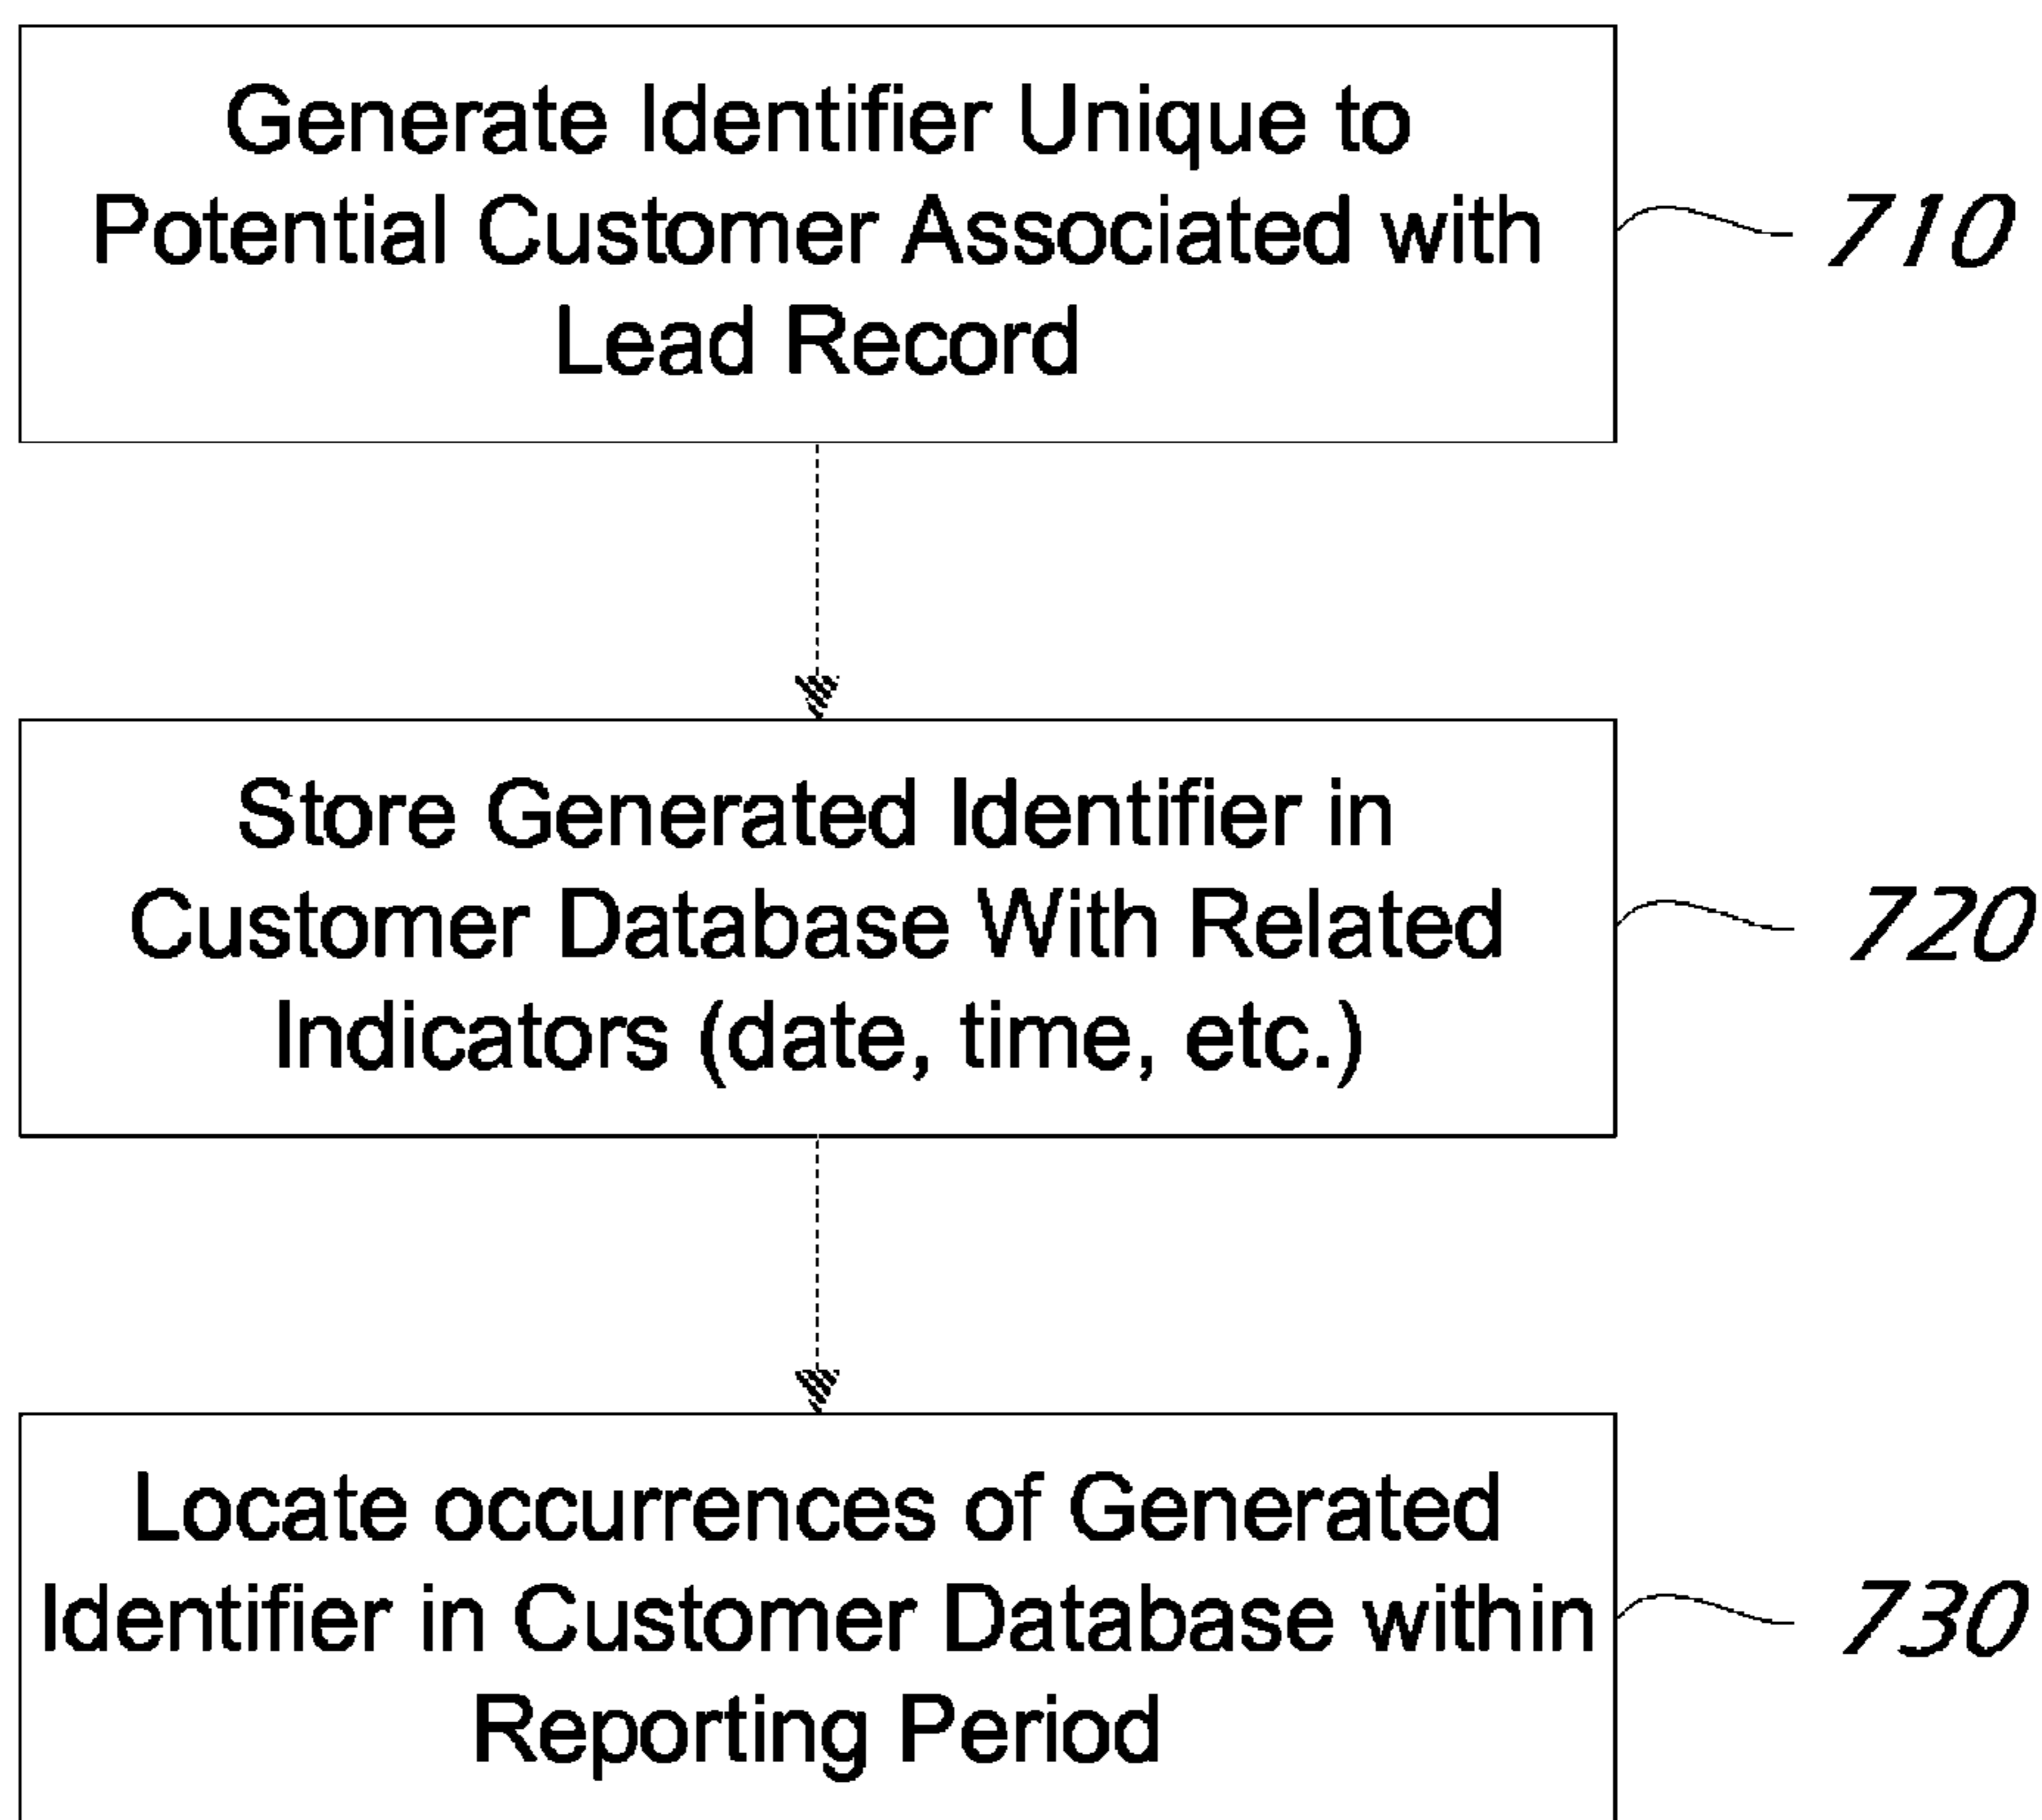 Generate Identifier Unique to
Potential Customer Associated with
Lead Record
710
Store Generated Identifier in
Customer Database With Related
Indicators (date, time, etc.)
720
Locate occurrences of Generated
Identifier in Customer Database within
Reporting Period
730